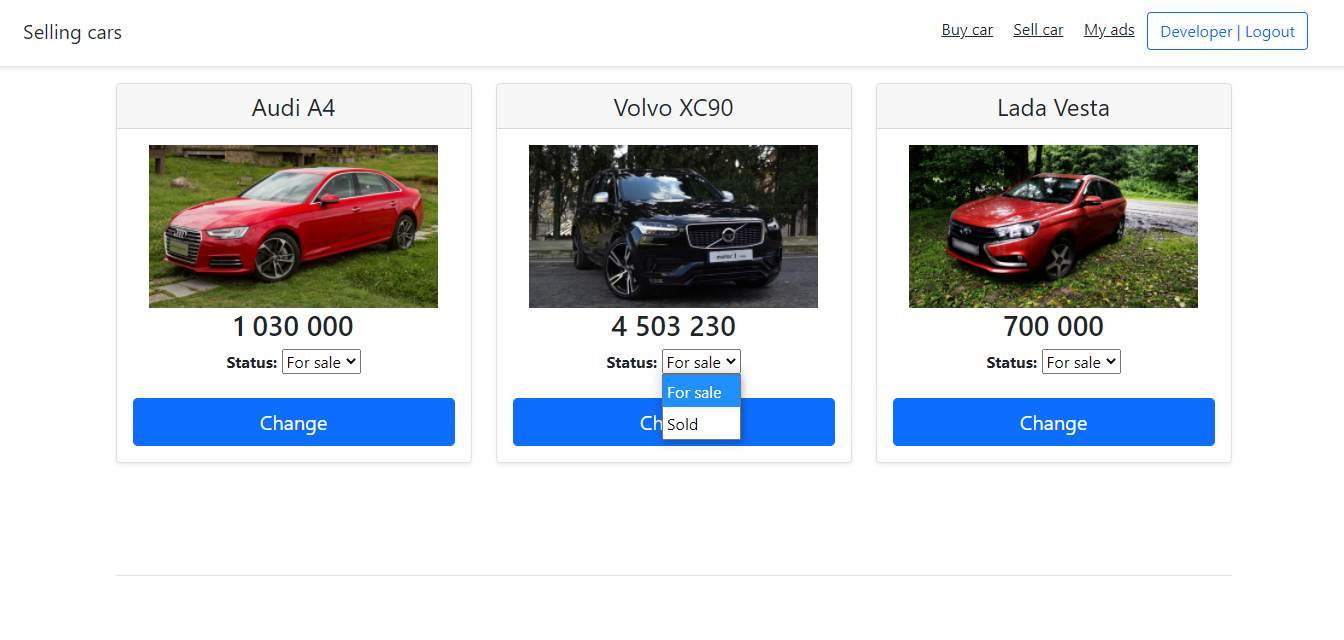 Selling cars
Buy car
Sell car
My ads
Developer | Logout
Audi A4
1 030 000
Status: For sale
Change
Volvo XC90
motor 1
4 503 230
Status: For sale
For sale
Sold
Ch
Lada Vesta
700 000
Status: For sale
Change